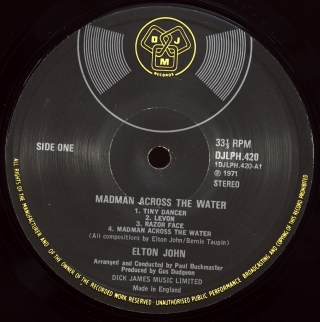 DJM
RECORDS
SIDE ONE
33⅓ RPM
DJLPH.420
†DJLPH.420-A†
℗ 1971
STEREO
MADMAN ACROSS THE WATER
1. TINY DANCER
2. LEVON
3. RAZOR FACE
4. MADMAN ACROSS THE WATER
(All compositions by Elton John/Bernie Taupin)
ELTON JOHN
Arranged and Conducted by Paul Buckmaster
Produced by Gus Dudgeon
DICK JAMES MUSIC LIMITED
Made in England
ALL RIGHTS OF THE MANUFACTURER AND OF THE OWNER OF THE RECORDED WORK RESERVED · UNAUTHORISED PUBLIC PERFORMANCE BROADCASTING AND COPYING OF THIS RECORD PROHIBITED